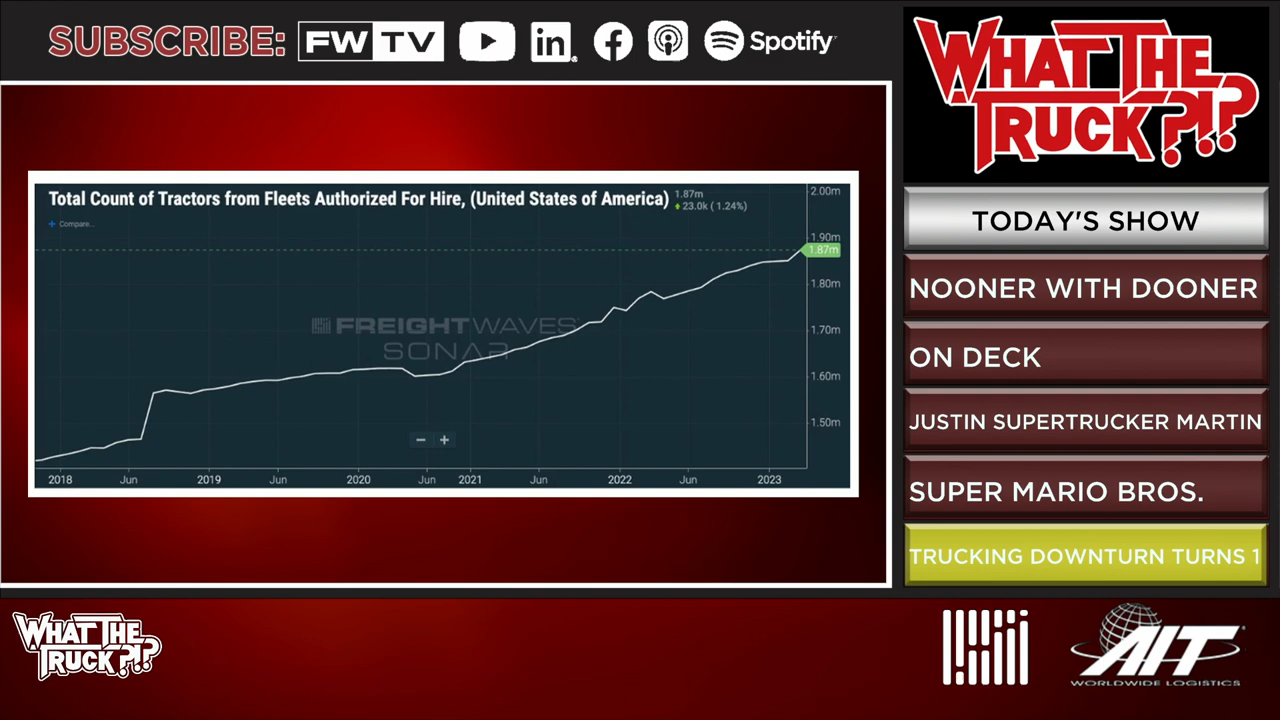 SUBSCRIBE: FWTV in Spotify
WHAT THE
TRUCK?!?
Total Count of Tractors from Fleets Authorized For Hire, (United States of America)
1.87m
23.0k (1.24%)
Compare...
2.00m
1.90m
1.87m
1.80m
1.70m
1.60m
1.50m
FREIGHTWAVES
SONAR
− +
2018 Jun 2019 Jun 2020 Jun 2021 Jun 2022 Jun 2023
TODAY'S SHOW
NOONER WITH DOONER
ON DECK
JUSTIN SUPERTRUCKER MARTIN
SUPER MARIO BROS.
TRUCKING DOWNTURN TURNS 1
WHAT THE
TRUCK?!?
AIT
WORLDWIDE LOGISTICS